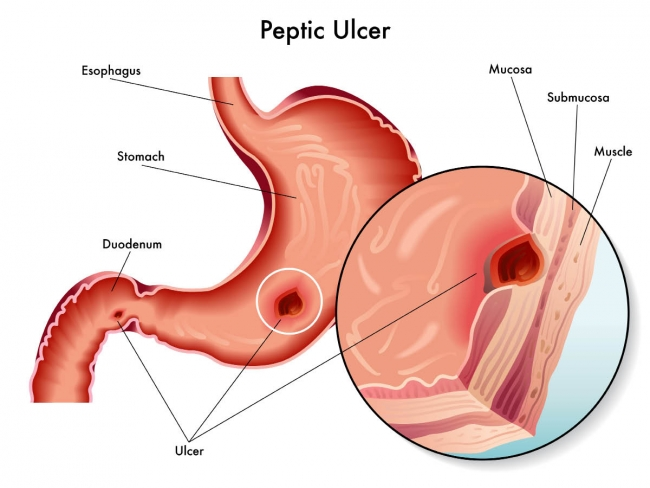 Peptic Ulcer
Esophagus
Mucosa
Submucosa
Stomach
Muscle
Duodenum
Ulcer